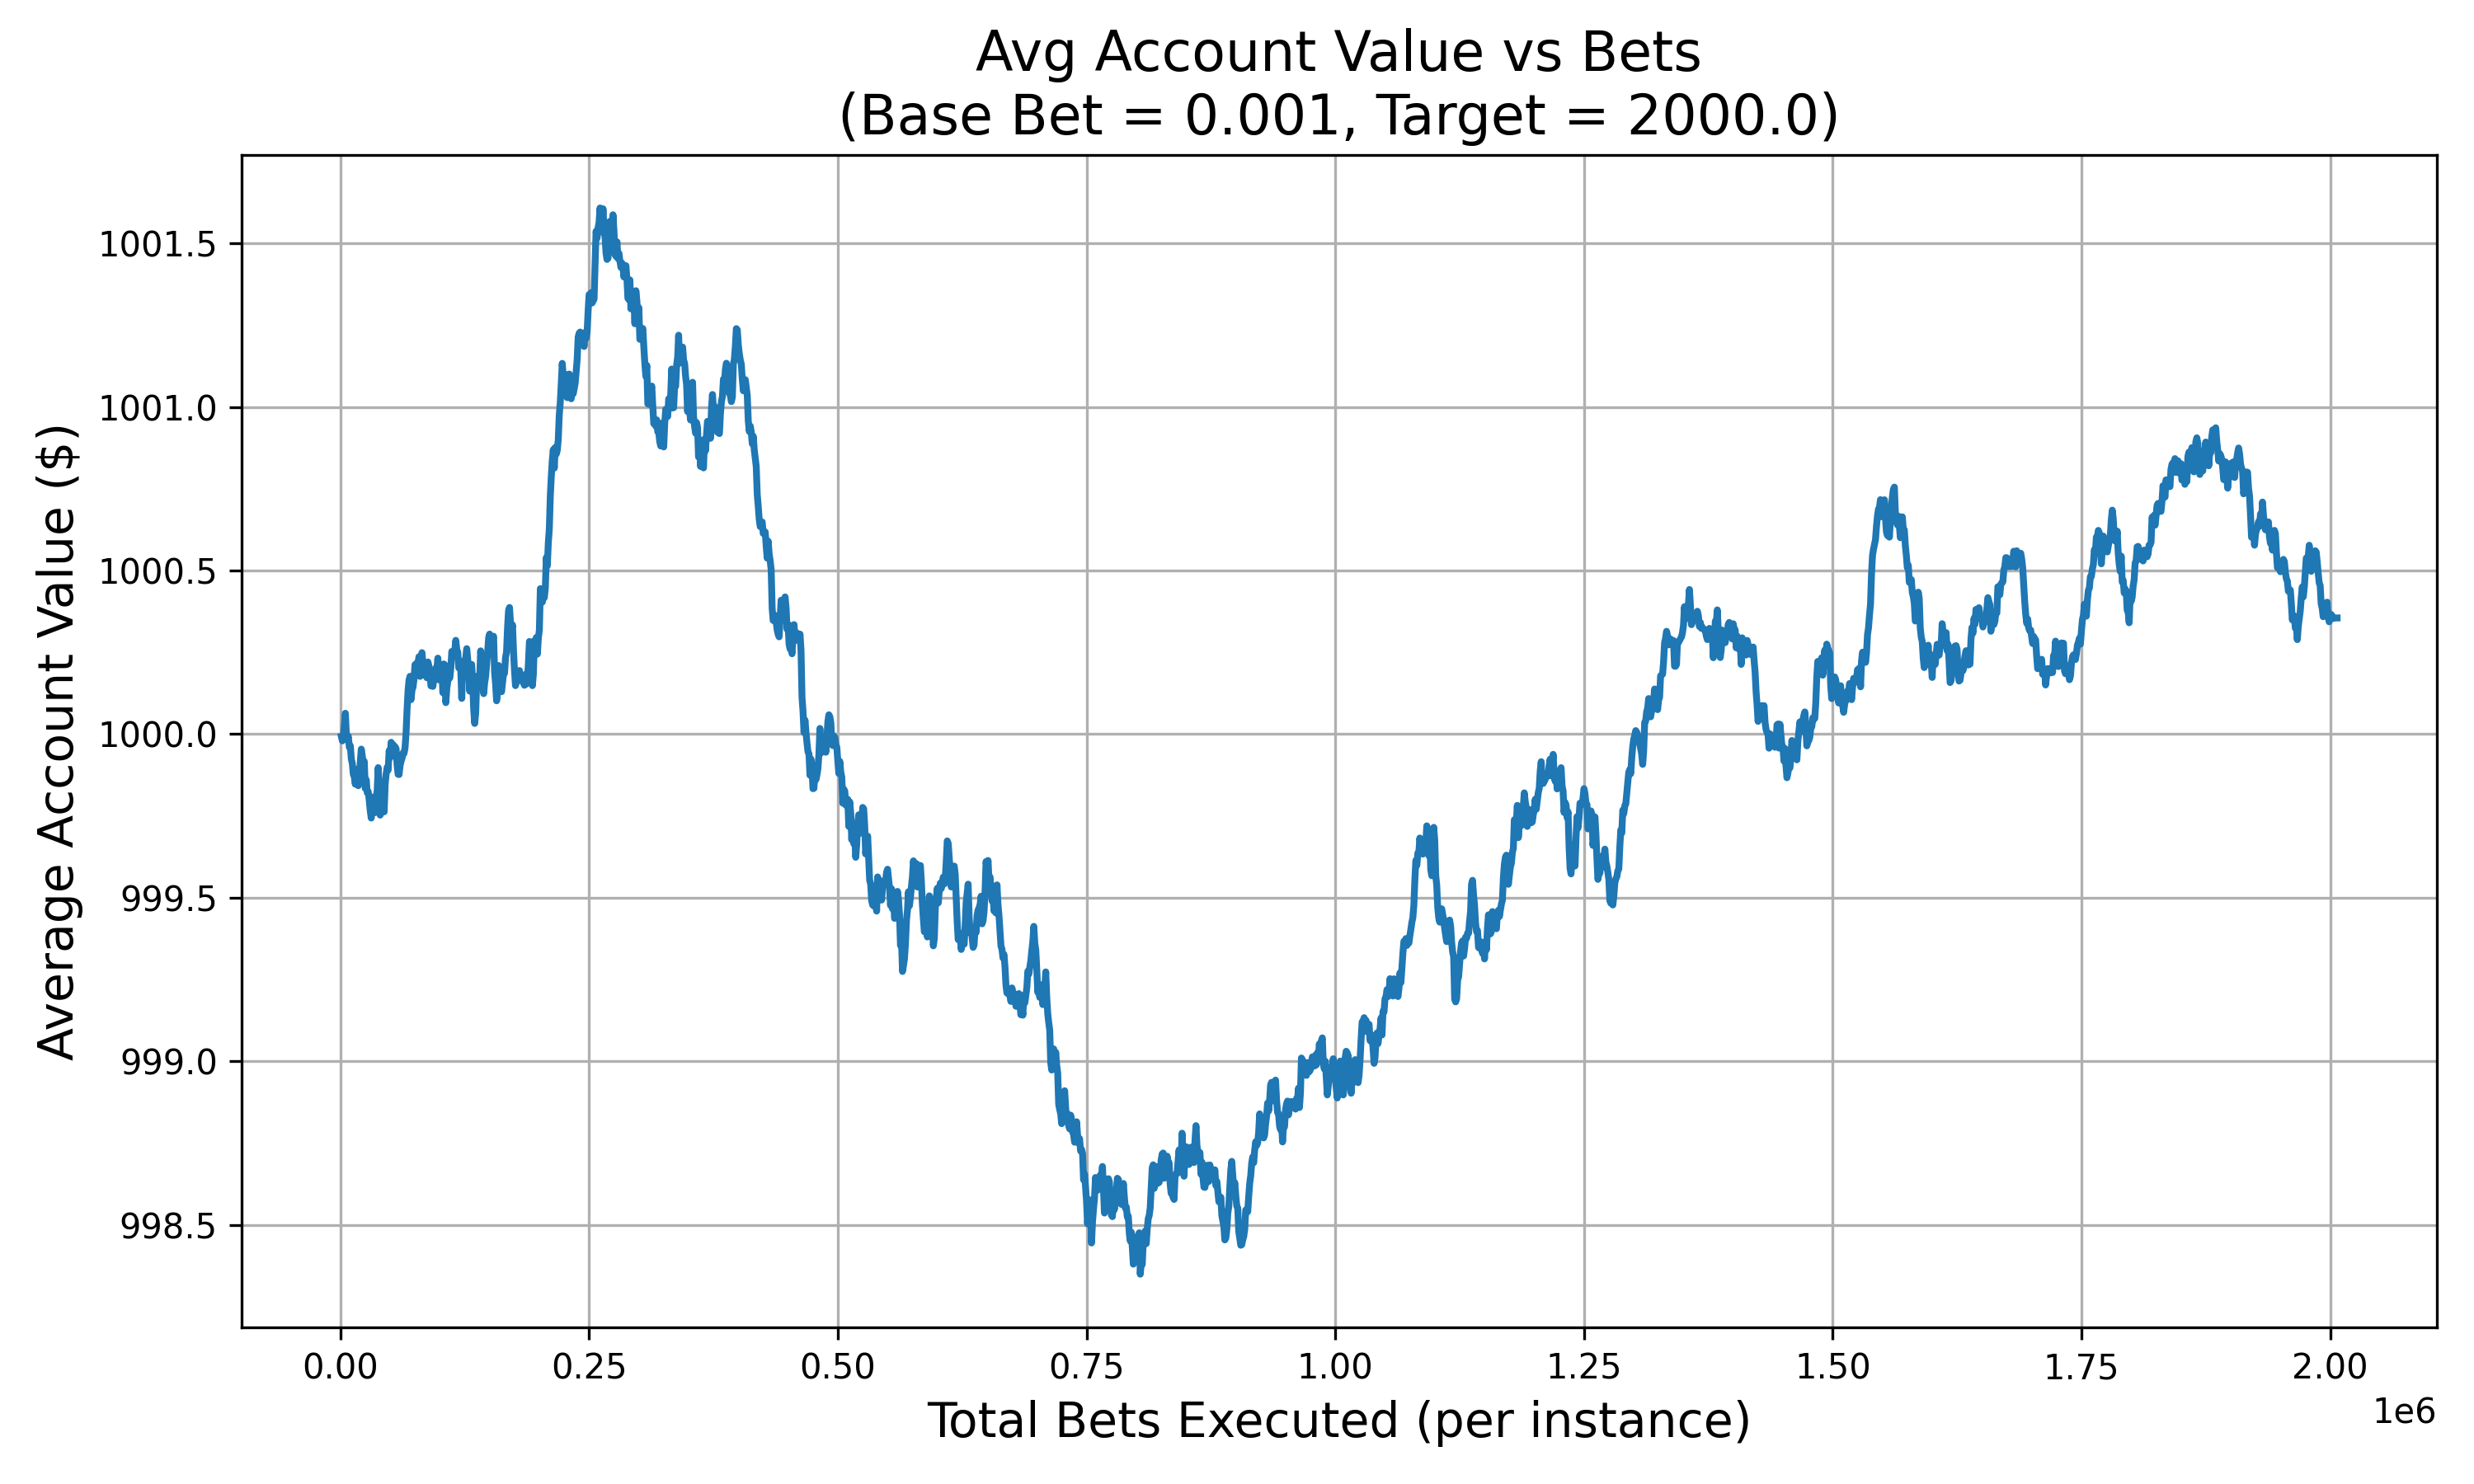 Avg Account Value vs Bets
(Base Bet = 0.001, Target = 2000.0)
Average Account Value ($)
1001.5
1001.0
1000.5
1000.0
999.5
999.0
998.5
0.00 0.25 0.50 0.75 1.00 1.25 1.50 1.75 2.00
1e6
Total Bets Executed (per instance)